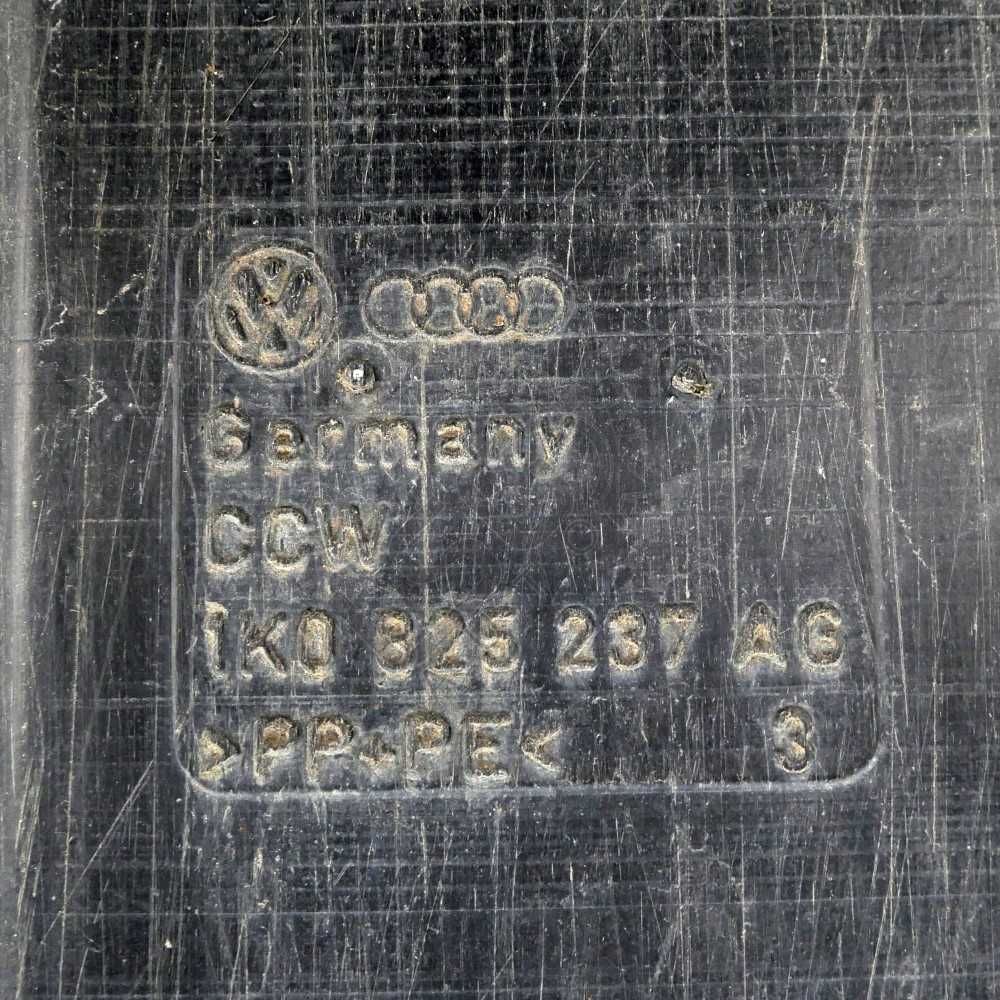 Germany
CCW
1K0 825 237 AG
>PP+PE< 3